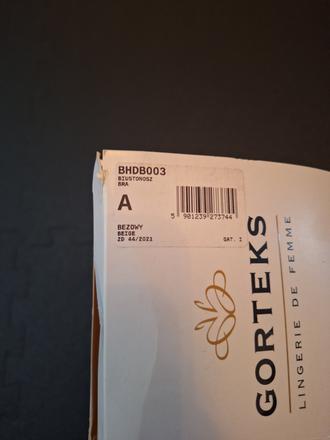 BHDB003
BIUSTONOSZ
BRA
A
5 901239 273744
BEZOWY
BEIGE
ZD 44/2021
GAT. I
GORTEKS
LINGERIE DE FEMME